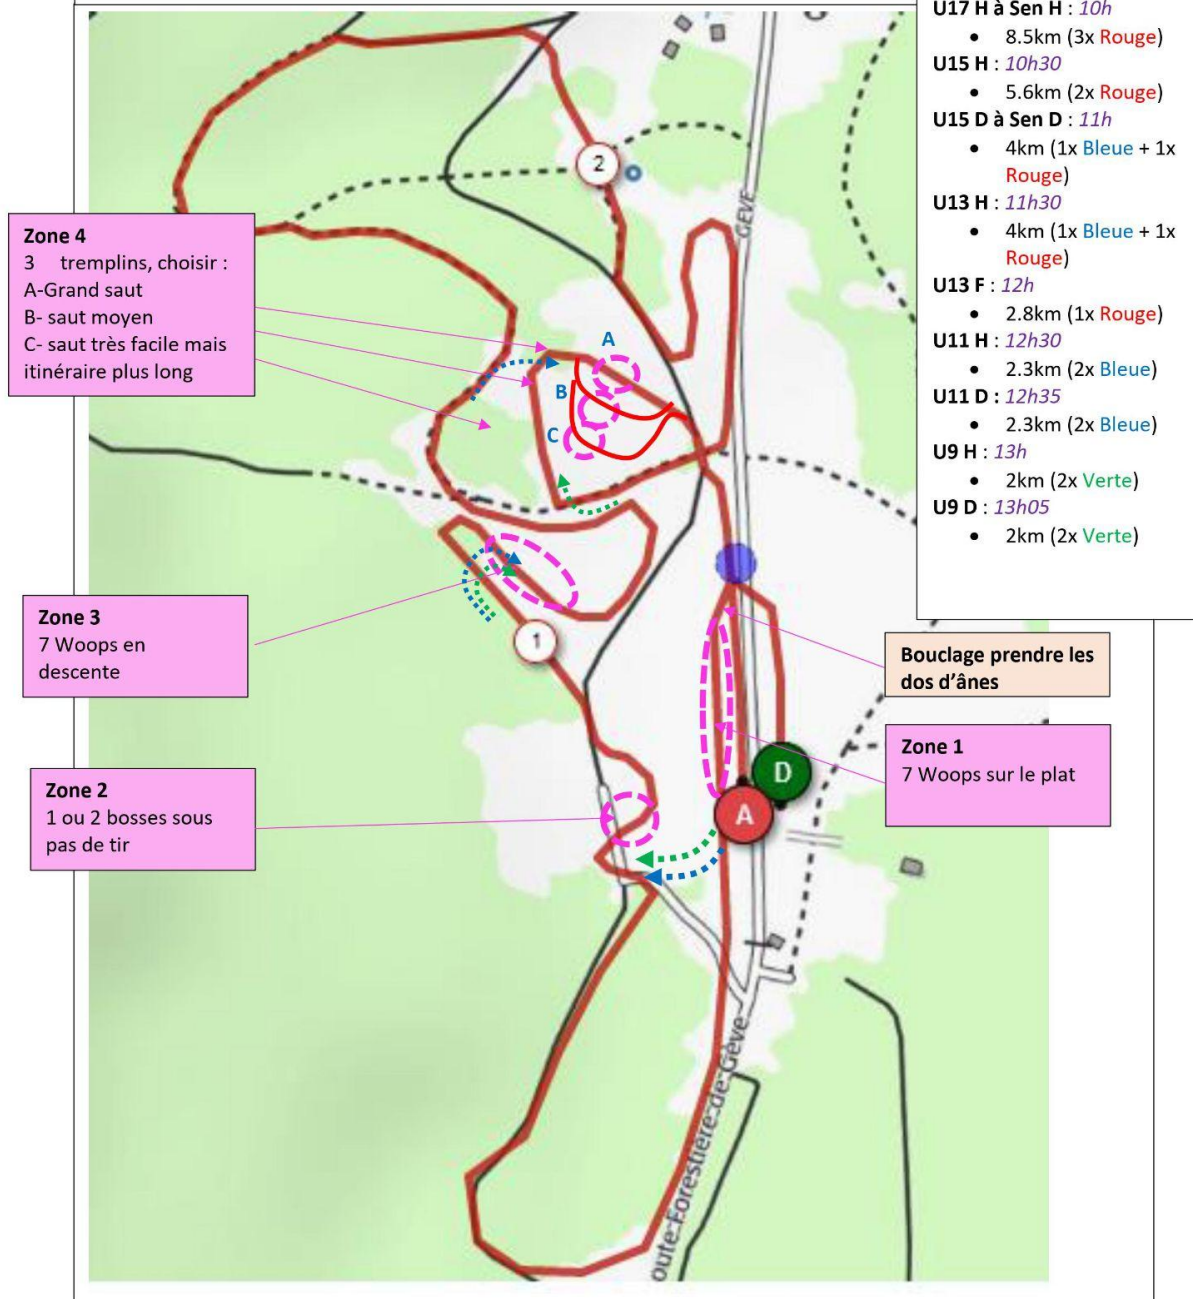 U17 H à Sen H : 10h
• 8.5km (3x Rouge)
U15 H : 10h30
• 5.6km (2x Rouge)
U15 D à Sen D : 11h
• 4km (1x Bleue + 1x
Rouge)
U13 H : 11h30
• 4km (1x Bleue + 1x
Rouge)
U13 F : 12h
• 2.8km (1x Rouge)
U11 H : 12h30
• 2.3km (2x Bleue)
U11 D : 12h35
• 2.3km (2x Bleue)
U9 H : 13h
• 2km (2x Verte)
U9 D : 13h05
• 2km (2x Verte)
2
GÈVE
Zone 4
3 tremplins, choisir :
A-Grand saut
B- saut moyen
C- saut très facile mais
itinéraire plus long
A
B
C
Zone 3
7 Woops en
descente
1
Bouclage prendre les
dos d'ânes
Zone 1
7 Woops sur le plat
D
A
Zone 2
1 ou 2 bosses sous
pas de tir
oute Forestière de Gève